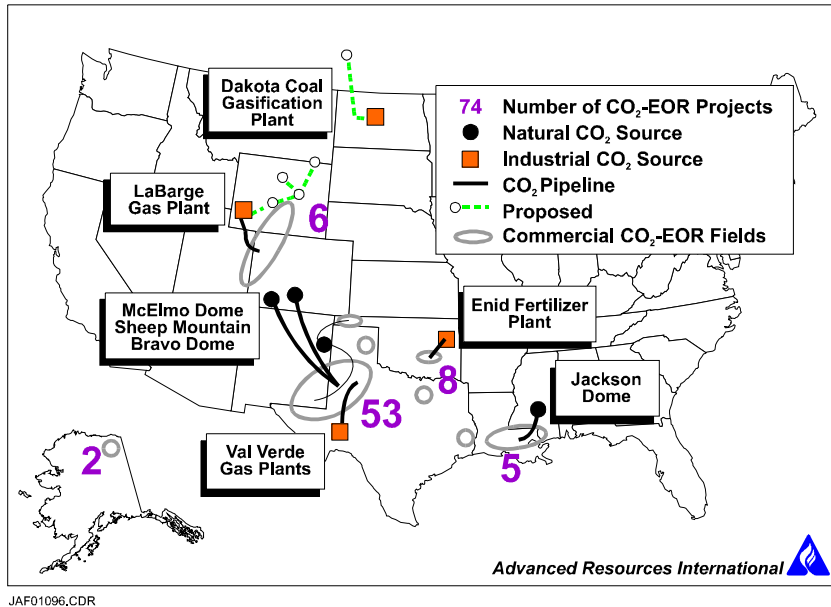 Dakota Coal
Gasification
Plant
74 Number of CO₂-EOR Projects
Natural CO₂ Source
Industrial CO₂ Source
CO₂ Pipeline
Proposed
Commercial CO₂-EOR Fields
LaBarge
Gas Plant
6
McElmo Dome
Sheep Mountain
Bravo Dome
Enid Fertilizer
Plant
8
Jackson
Dome
53
Val Verde
Gas Plants
5
2
Advanced Resources International
JAF01096.CDR